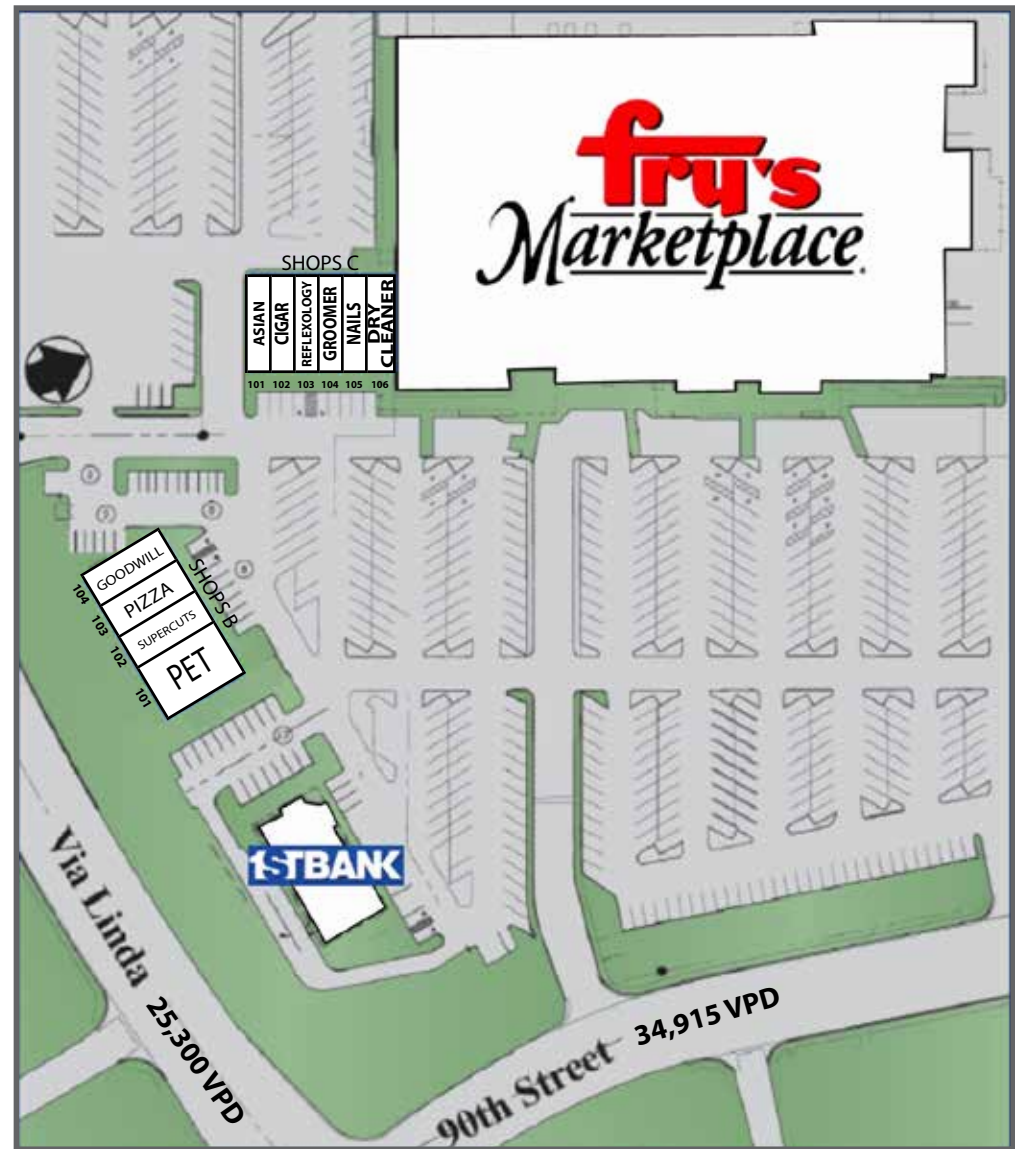 fry's
Marketplace
SHOPS C
ASIAN
CIGAR
REFLEXOLOGY
GROOMER
NAILS
DRY
CLEANER
101 102 103 104 105 106
SHOPS B
GOODWILL
PIZZA
SUPERCUTS
PET
104
103
102
101
1STBANK
Via Linda 25,300 VPD
90th Street 34,915 VPD